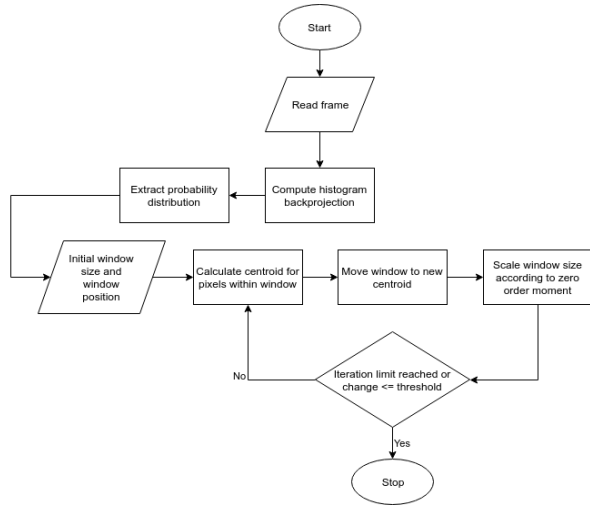 Start
Read frame
Extract probability
distribution
Compute histogram
backprojection
Initial window
size and
window
position
Calculate centroid for
pixels within window
Move window to new
centroid
Scale window size
according to zero
order moment
Iteration limit reached or
change <= threshold
No
Yes
Stop